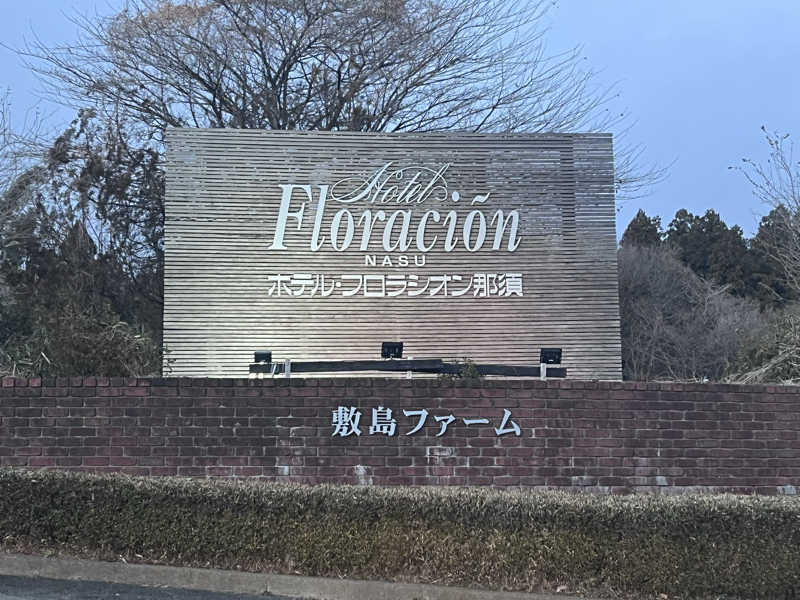 Hotel
Floración
NASU
ホテル・フロラシオン那須
敷島ファーム